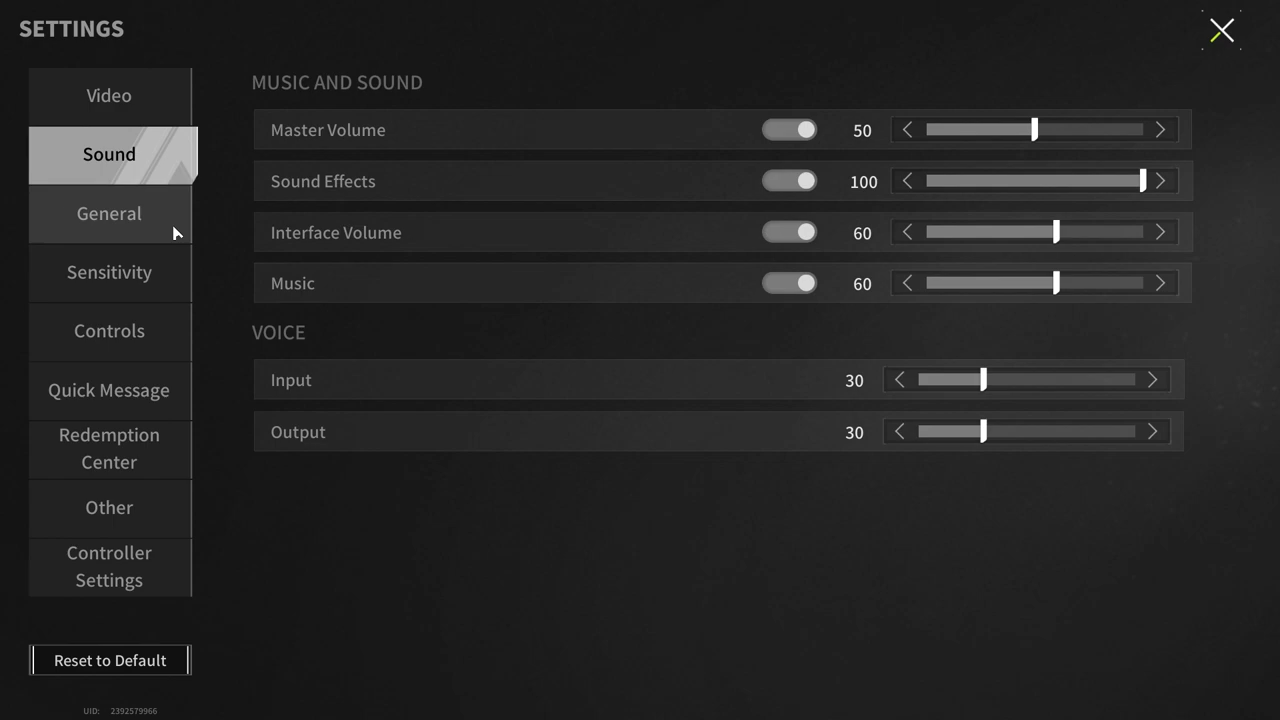 SETTINGS
Video
Sound
General
Sensitivity
Controls
Quick Message
Redemption
Center
Other
Controller
Settings
Reset to Default
UID: 2392579966
MUSIC AND SOUND
Master Volume 50
Sound Effects 100
Interface Volume 60
Music 60
VOICE
Input 30
Output 30